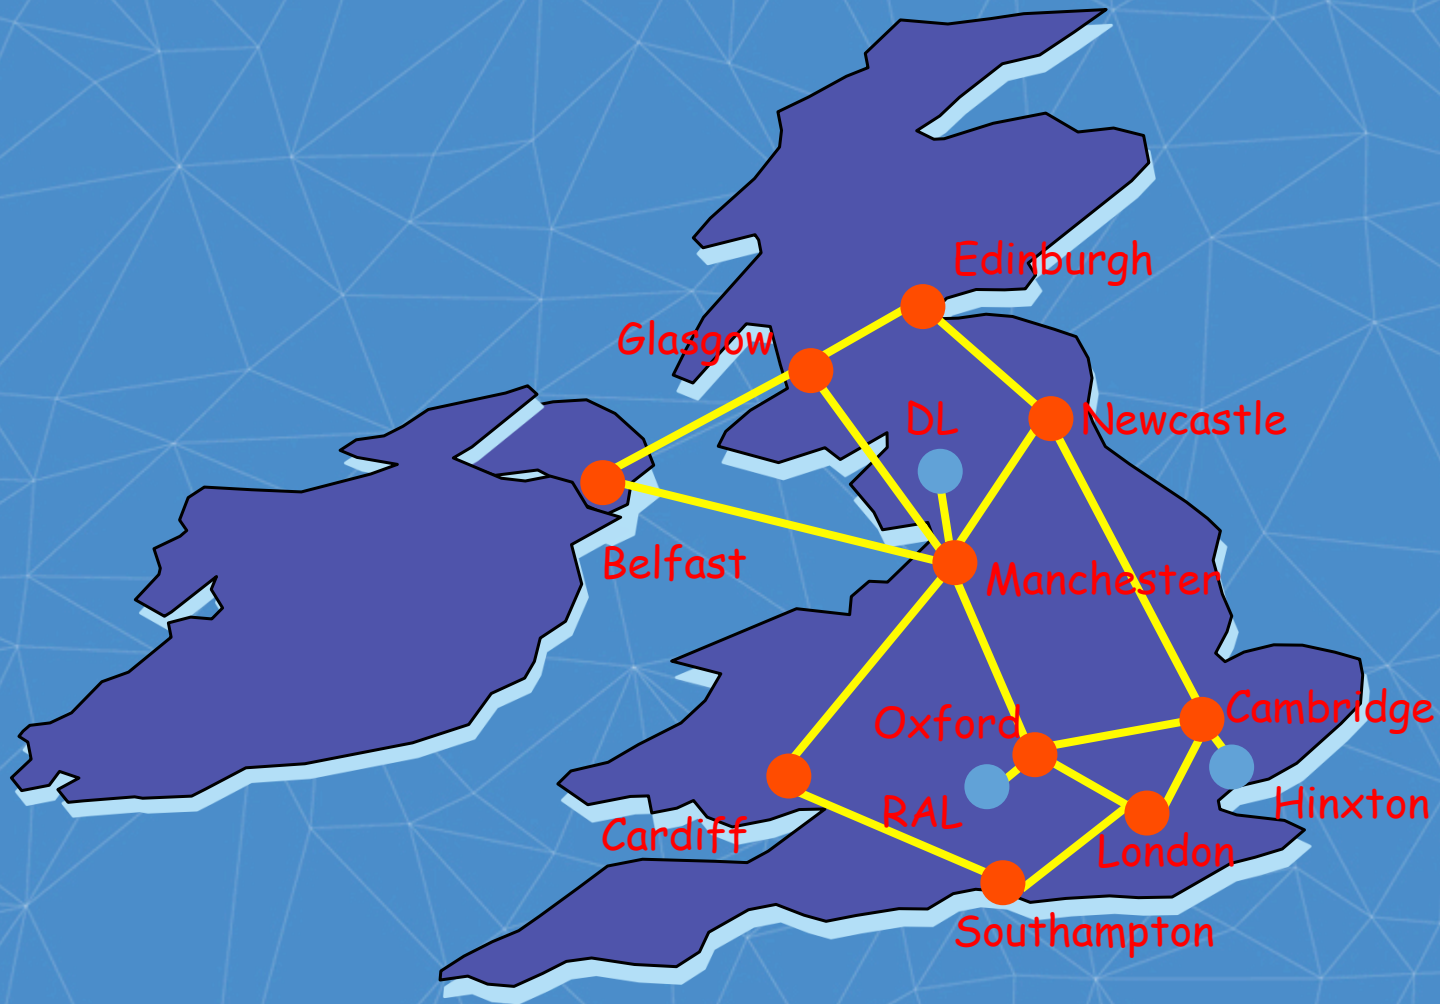 Edinburgh
Glasgow
DL
Newcastle
Belfast
Manchester
Oxford
Cambridge
RAL
Hinxton
Cardiff
London
Southampton